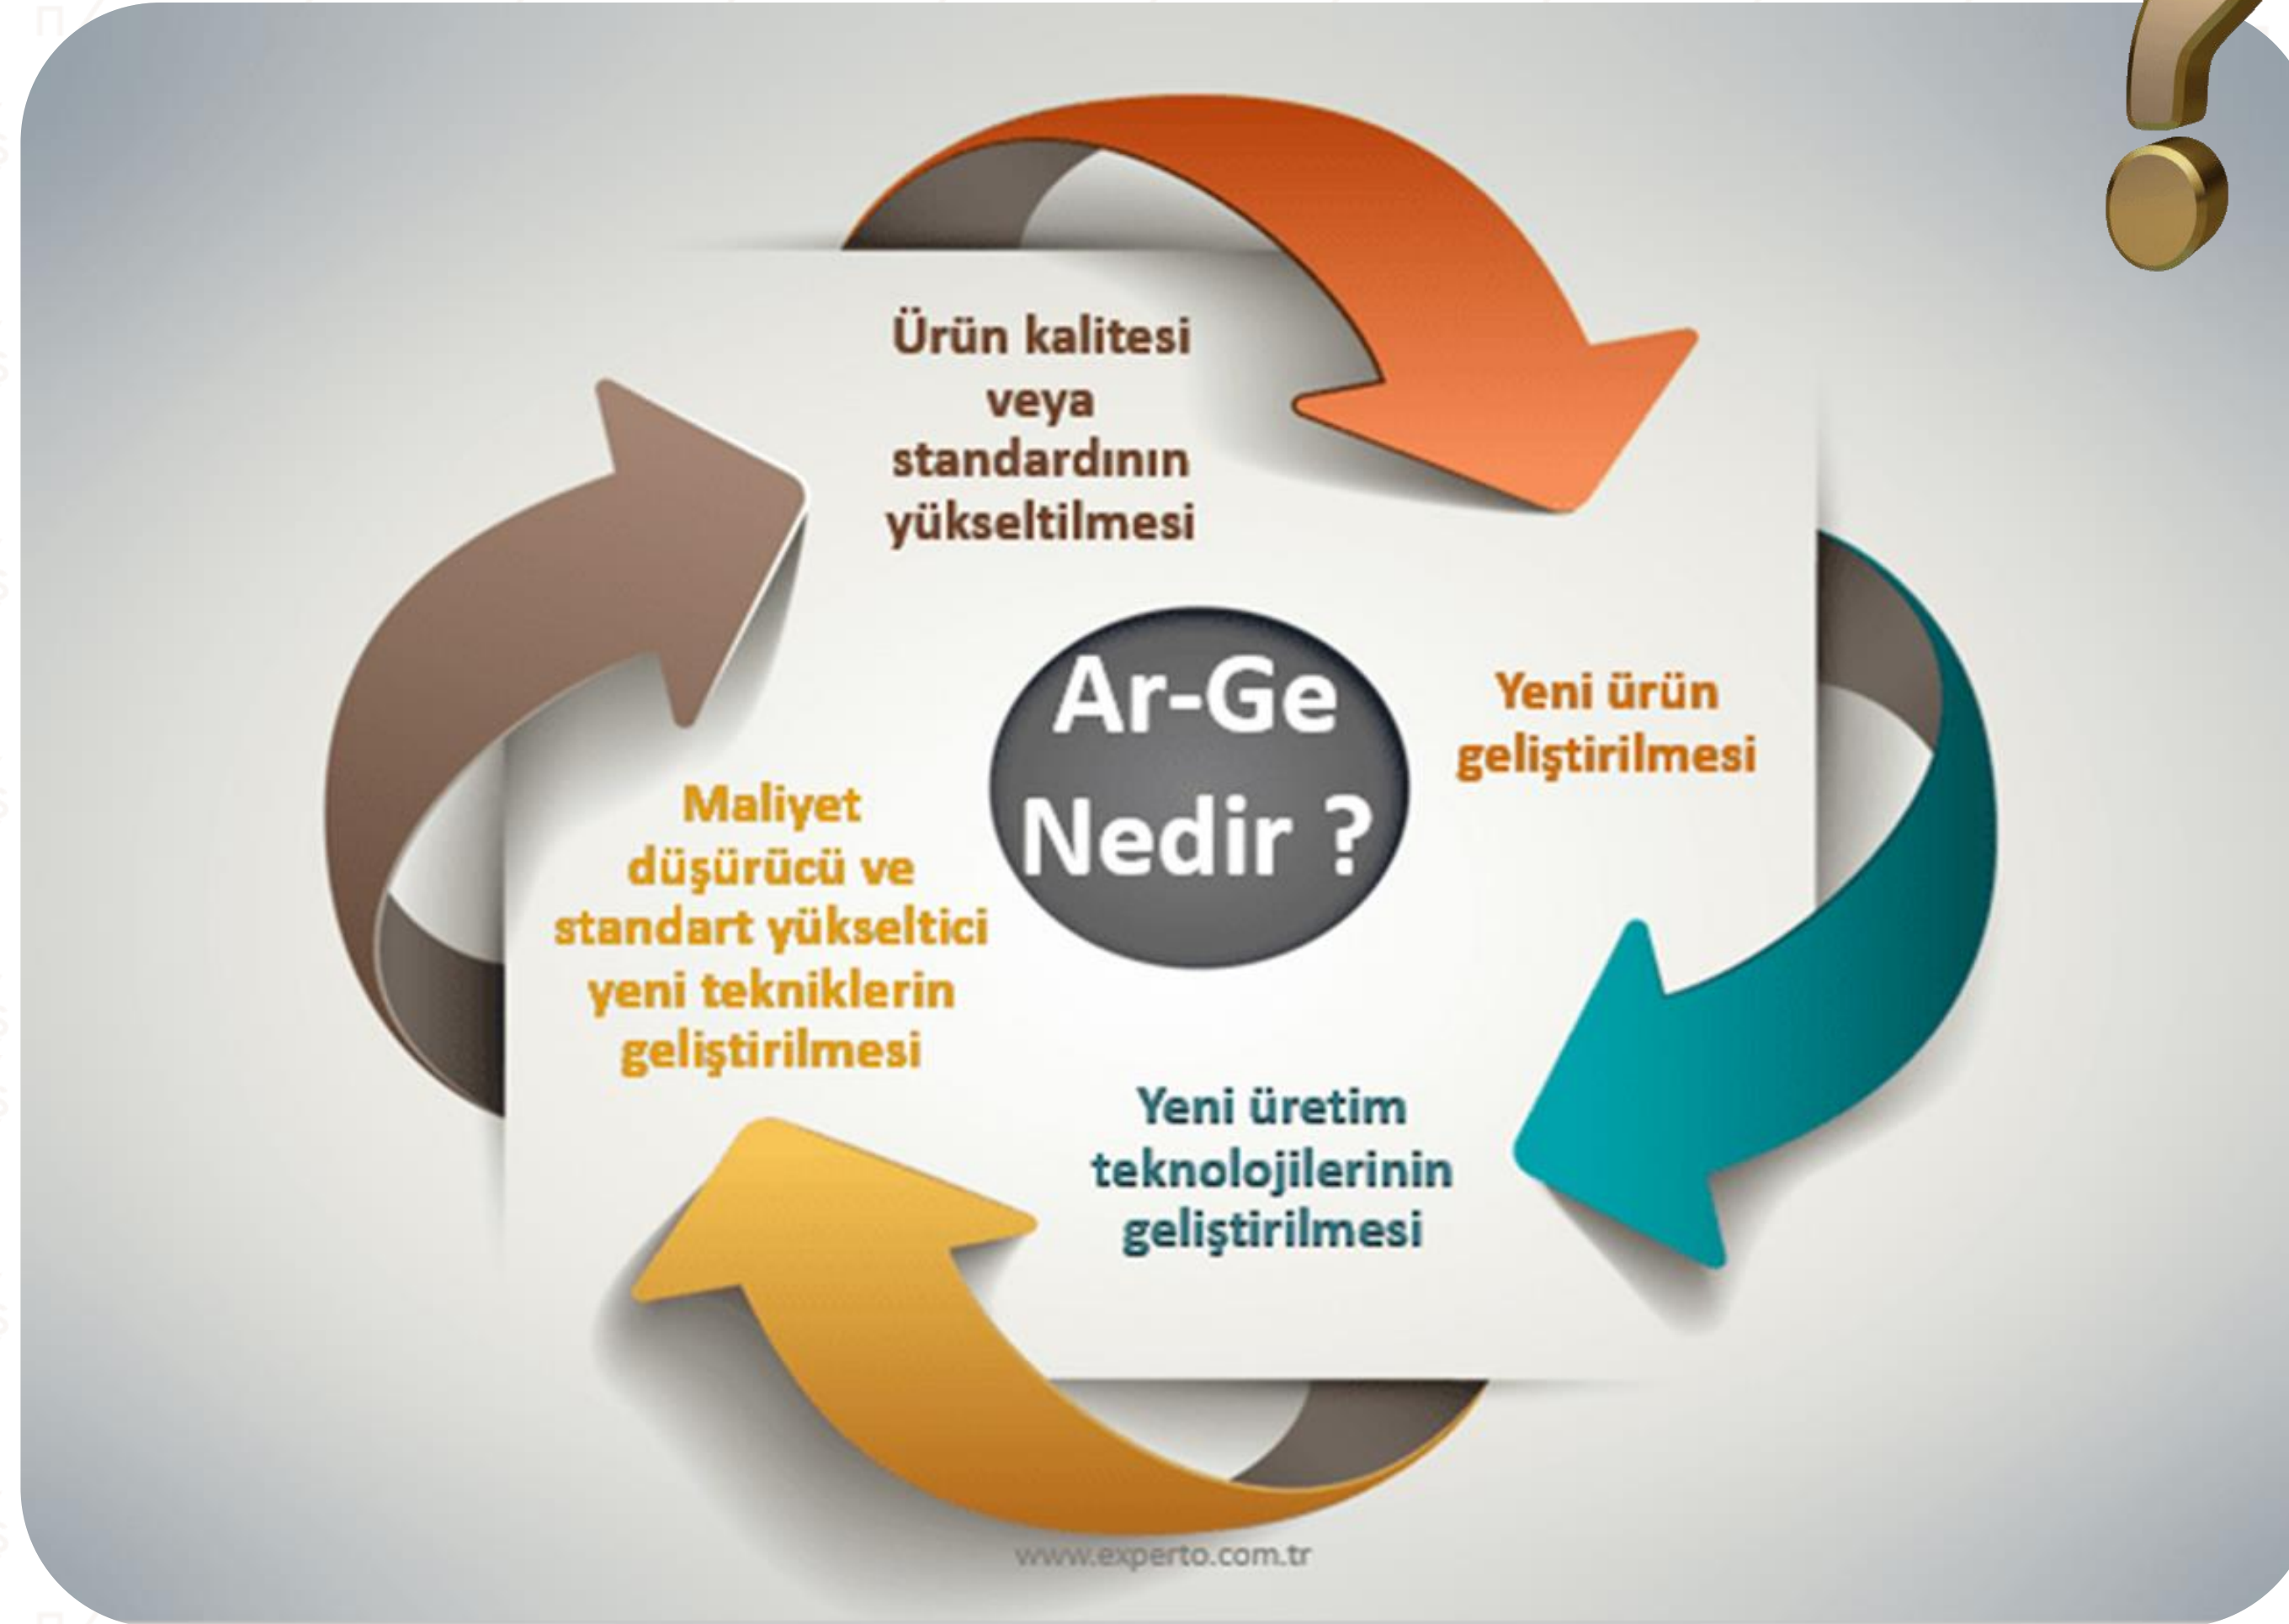 Ürün kalitesi
veya
standardının
yükseltilmesi
Ar-Ge
Nedir ?
Yeni ürün
geliştirilmesi
Maliyet
düşürücü ve
standart yükseltici
yeni tekniklerin
geliştirilmesi
Yeni üretim
teknolojilerinin
geliştirilmesi
www.experto.com.tr